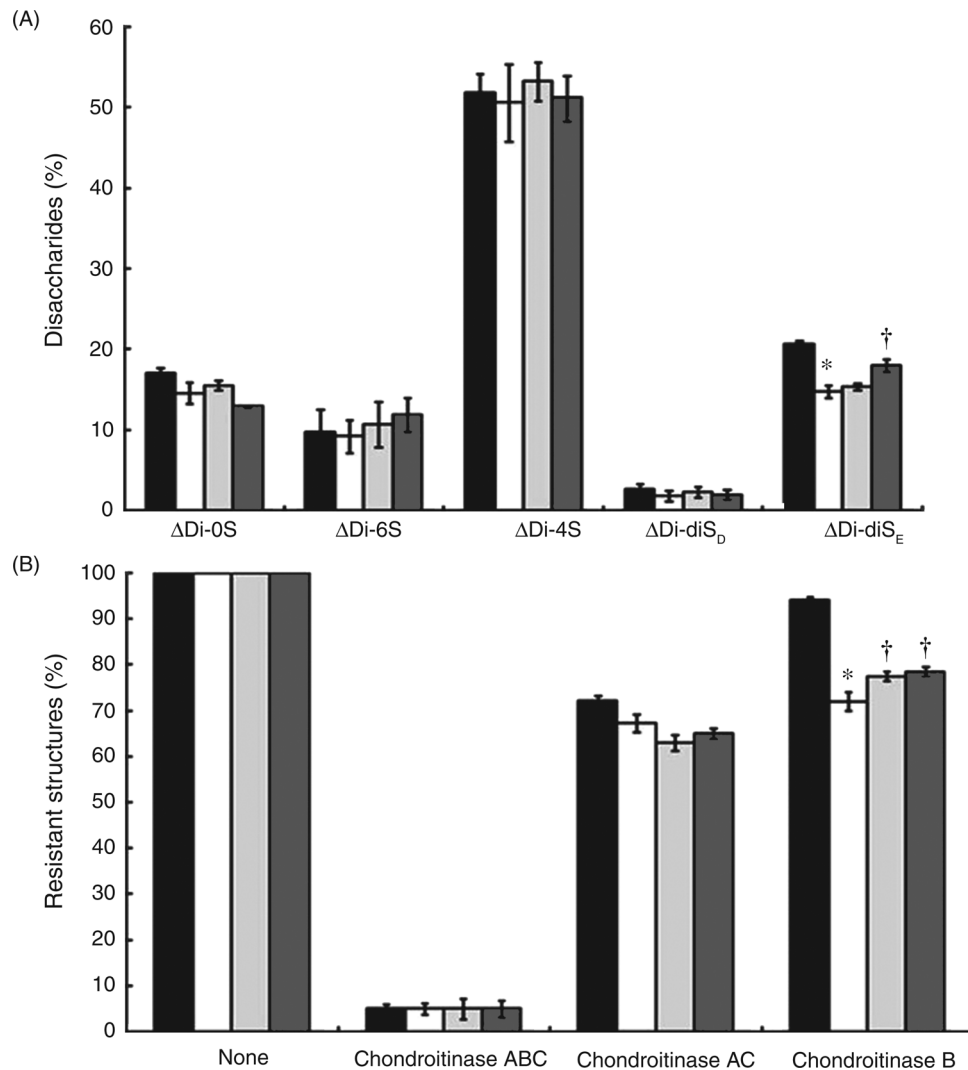 (A)
60
50
40
30
20
10
0
Disaccharides (%)
*
†
ΔDi-0S
ΔDi-6S
ΔDi-4S
ΔDi-diS_D
ΔDi-diS_E
(B)
100
90
80
70
60
50
40
30
20
10
0
Resistant structures (%)
*
†
†
None
Chondroitinase ABC
Chondroitinase AC
Chondroitinase B